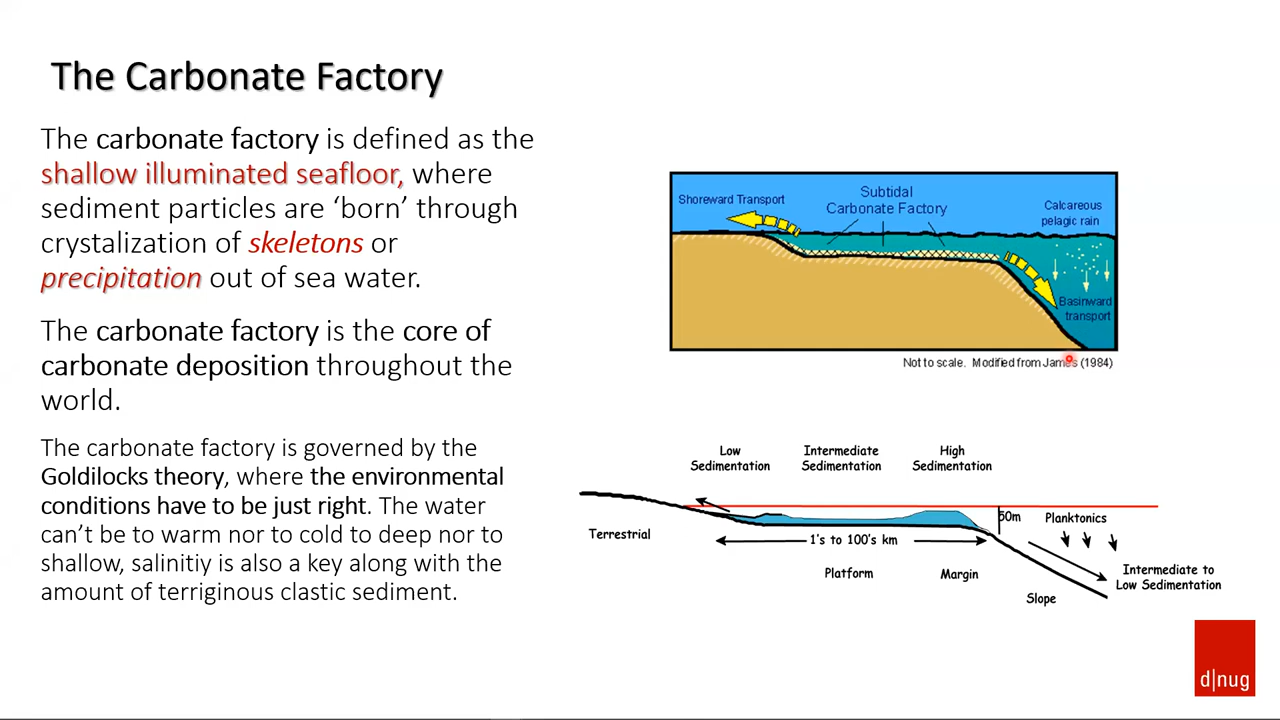 The Carbonate Factory
The carbonate factory is defined as the
shallow illuminated seafloor, where
sediment particles are ‘born’ through
crystalization of skeletons or
precipitation out of sea water.
The carbonate factory is the core of
carbonate deposition throughout the
world.
The carbonate factory is governed by the
Goldilocks theory, where the environmental
conditions have to be just right. The water
can’t be to warm nor to cold to deep nor to
shallow, salinitiy is also a key along with the
amount of terriginous clastic sediment.
Shoreward Transport
Subtidal
Carbonate Factory
Calcareous
pelagic rain
Basinward
transport
Not to scale. Modified from James (1984)
Low
Sedimentation
Intermediate
Sedimentation
High
Sedimentation
Terrestrial
50m
Planktonics
1's to 100's km
Platform
Margin
Slope
Intermediate to
Low Sedimentation
d|nug